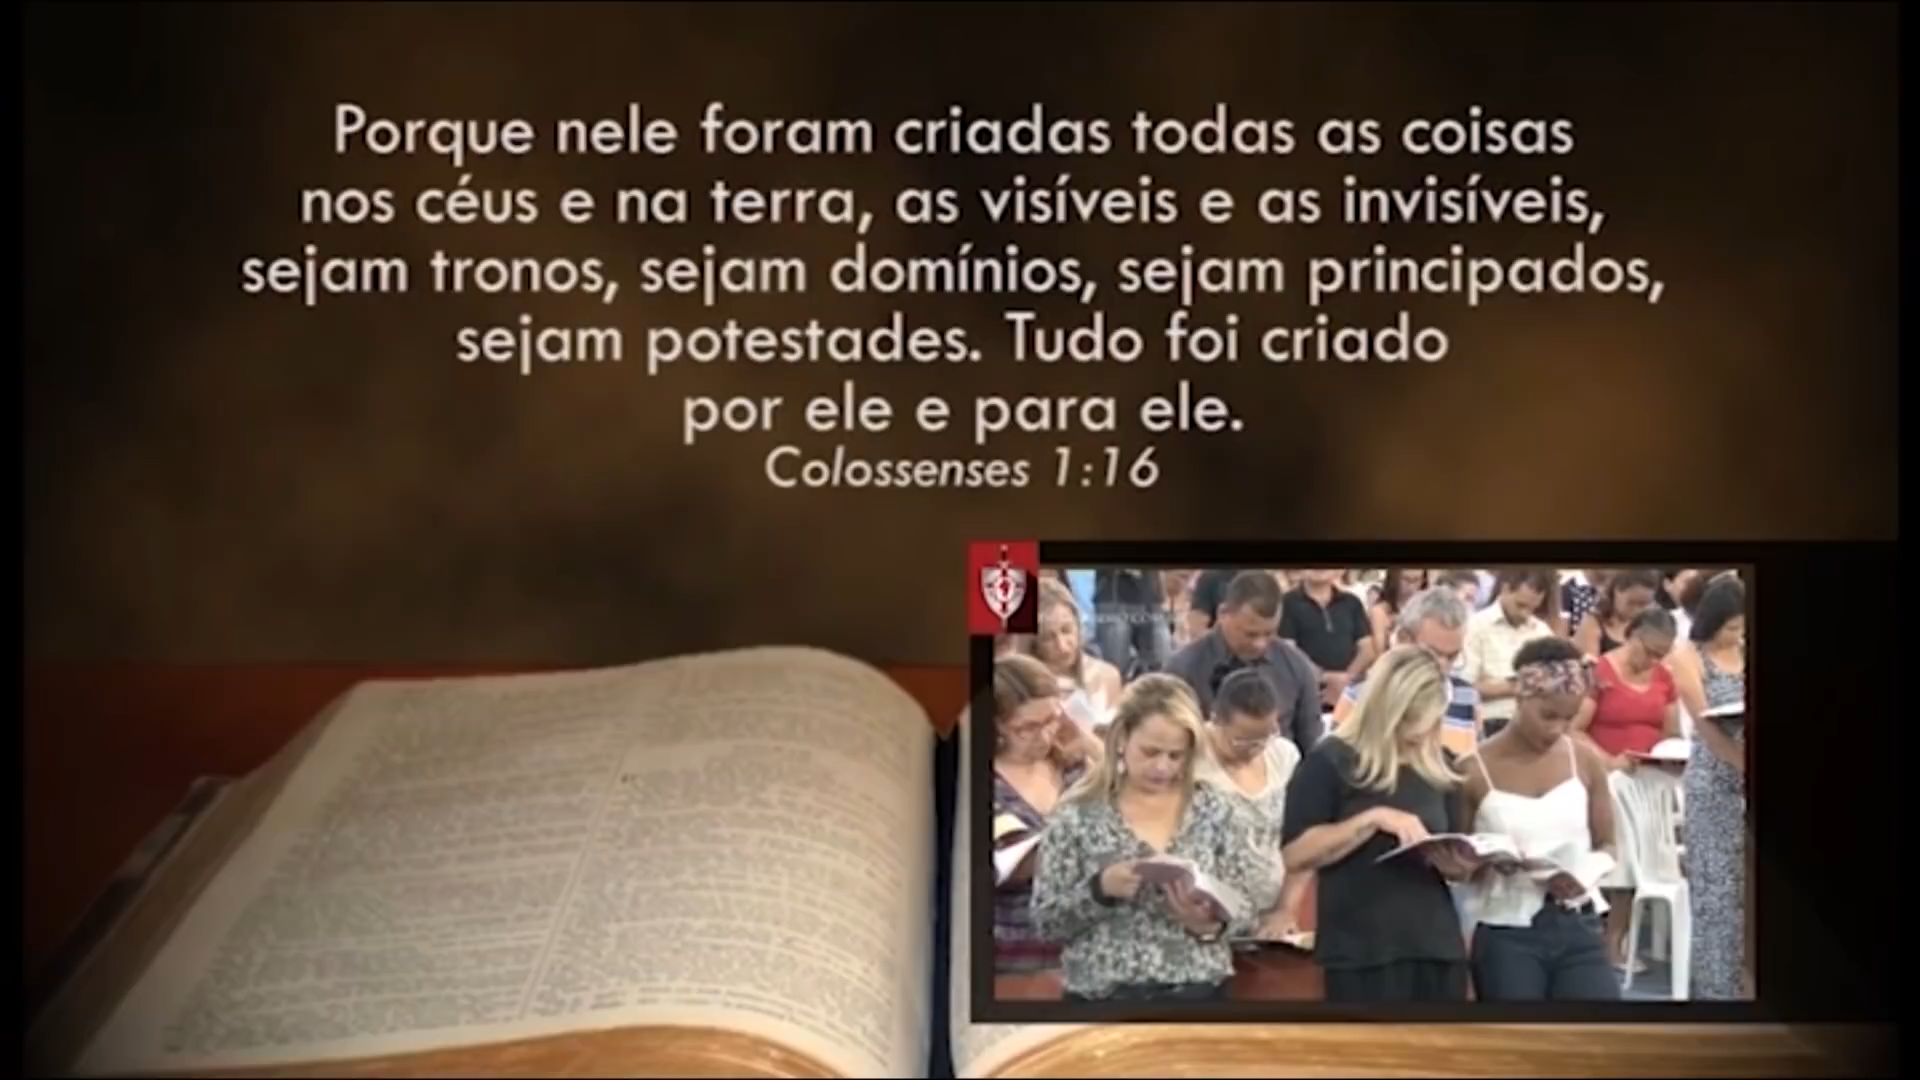 Porque nele foram criadas todas as coisas
nos céus e na terra, as visíveis e as invisíveis,
sejam tronos, sejam domínios, sejam principados,
sejam potestades. Tudo foi criado
por ele e para ele.
Colossenses 1:16